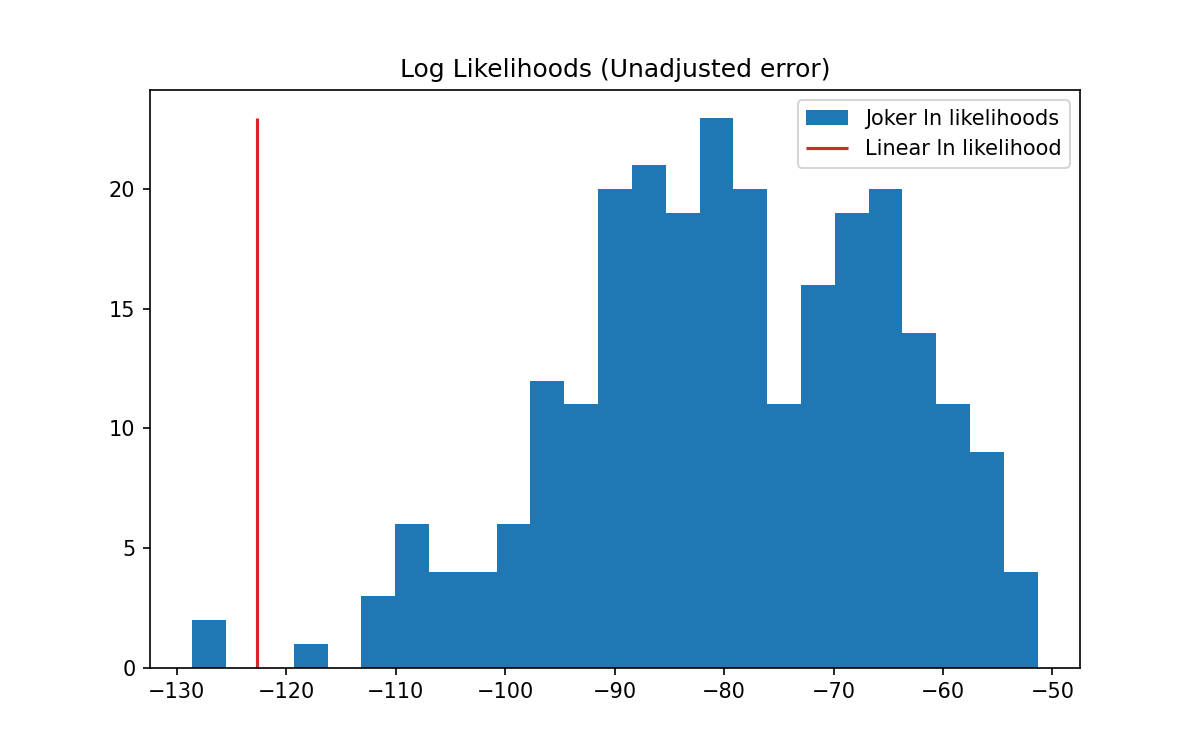 Log Likelihoods (Unadjusted error)
Joker ln likelihoods
Linear ln likelihood
20
15
10
5
0
−130 −120 −110 −100 −90 −80 −70 −60 −50